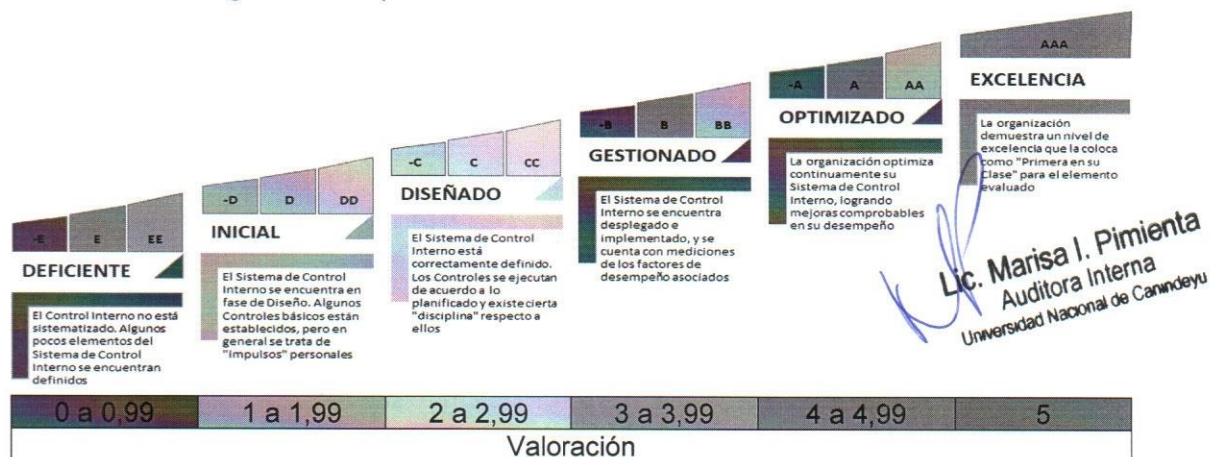 AAA
EXCELENCIA
La organización
demuestra un nivel de
excelencia que la coloca
como "Primera en su
Clase" para el elemento
evaluado
-A A AA
OPTIMIZADO
La organización optimiza
continuamente su
Sistema de Control
Interno, logrando
mejoras comprobables
en su desempeño
-B B BB
GESTIONADO
El Sistema de Control
Interno se encuentra
desplegado e
implementado, y se
cuenta con mediciones
de los factores de
desempeño asociados
-C C CC
DISEÑADO
El Sistema de Control
Interno está
correctamente definido.
Los Controles se ejecutan
de acuerdo a lo
planificado y existe cierta
"disciplina" respecto a
ellos
-D D DD
INICIAL
El Sistema de Control
Interno se encuentra en
fase de Diseño. Algunos
Controles básicos están
establecidos, pero en
general se trata de
"impulsos" personales
-E E EE
DEFICIENTE
El Control Interno no está
sistematizado. Algunos
pocos elementos del
Sistema de Control
Interno se encuentran
definidos
Lic. Marisa I. Pimienta
Auditora Interna
Universidad Nacional de Canindeyu
0 a 0,99 1 a 1,99 2 a 2,99 3 a 3,99 4 a 4,99 5
Valoración